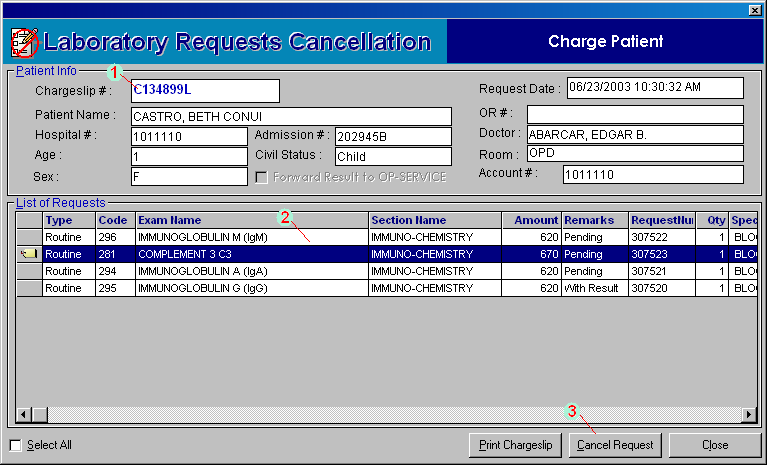 Laboratory Requests Cancellation Charge Patient
Patient Info
1
Chargeslip # : C134899L Request Date : 06/23/2003 10:30:32 AM
Patient Name : CASTRO, BETH CONUI OR # :
Hospital # : 1011110 Admission # : 202945B Doctor : ABARCAR, EDGAR B.
Age : 1 Civil Status : Child Room : OPD
Sex : F Forward Result to OP-SERVICE Account # : 1011110
List of Requests
Type Code Exam Name 2 Section Name Amount Remarks RequestNu Qty Spec
Routine 296 IMMUNOGLOBULIN M (IgM) IMMUNO-CHEMISTRY 620 Pending 307522 1 BLO
Routine 281 COMPLEMENT 3 C3 IMMUNO-CHEMISTRY 670 Pending 307523 1 BLO
Routine 294 IMMUNOGLOBULIN A (IgA) IMMUNO-CHEMISTRY 620 Pending 307521 1 BLO
Routine 295 IMMUNOGLOBULIN G (IgG) IMMUNO-CHEMISTRY 620 With Result 307520 1 BLO
3
Select All Print Chargeslip Cancel Request Close